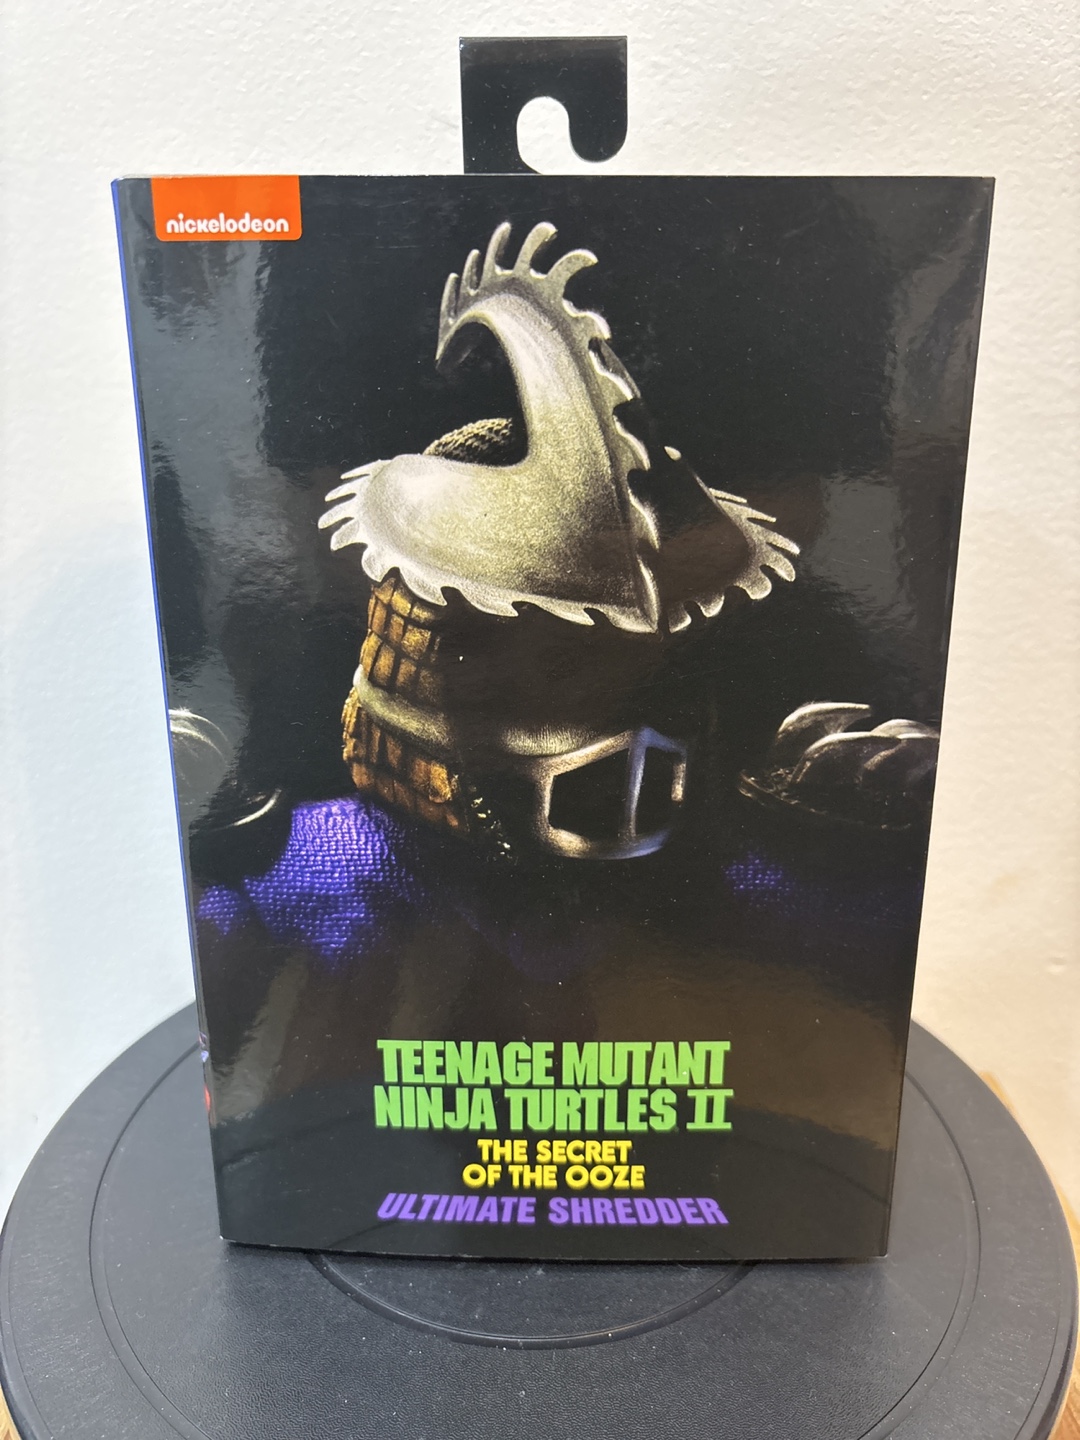 nickelodeon
TEENAGE MUTANT
NINJA TURTLES II
THE SECRET
OF THE OOZE
ULTIMATE SHREDDER